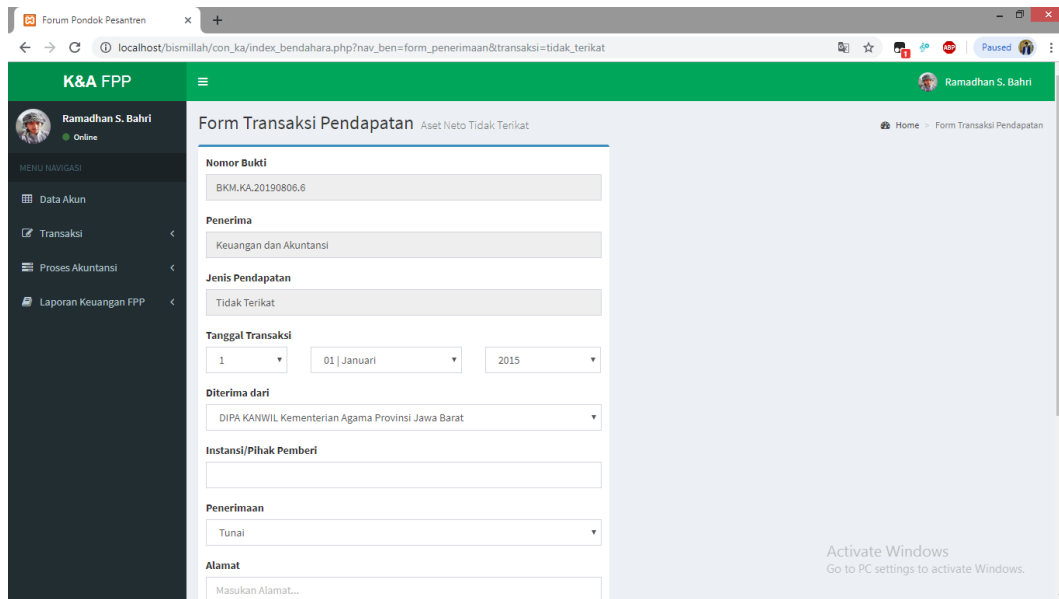 Forum Pondok Pesantren
localhost/bismillah/con_ka/index_bendahara.php?nav_ben=form_penerimaan&transaksi=tidak_terikat
1
ABP
Paused
K&A FPP
Ramadhan S. Bahri
Ramadhan S. Bahri
Online
Form Transaksi Pendapatan Aset Neto Tidak Terikat
Home > Form Transaksi Pendapatan
MENU NAVIGASI
Data Akun
Transaksi
Proses Akuntansi
Laporan Keuangan FPP
Nomor Bukti
BKM.KA.20190806.6
Penerima
Keuangan dan Akuntansi
Jenis Pendapatan
Tidak Terikat
Tanggal Transaksi
1 01 | Januari 2015
Diterima dari
DIPA KANWIL Kementerian Agama Provinsi Jawa Barat
Instansi/Pihak Pemberi
Penerimaan
Tunai
Alamat
Masukan Alamat...
Activate Windows
Go to PC settings to activate Windows.